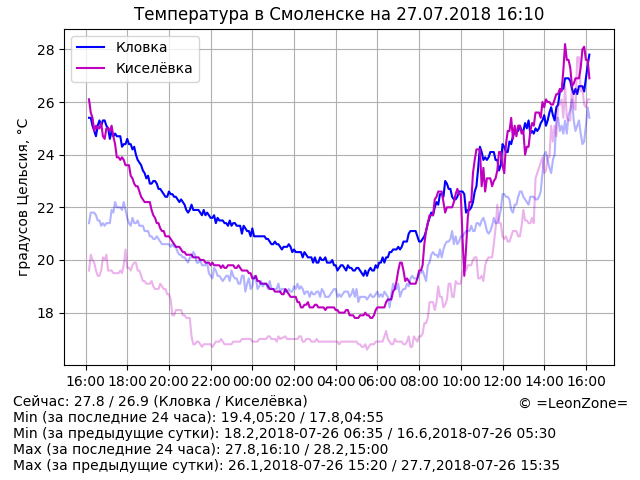 Температура в Смоленске на 27.07.2018 16:10
Кловка
Киселёвка
градусов Цельсия, °C
28
26
24
22
20
18
16:00 18:00 20:00 22:00 00:00 02:00 04:00 06:00 08:00 10:00 12:00 14:00 16:00
Сейчас: 27.8 / 26.9 (Кловка / Киселёвка)
© =LeonZone=
Min (за последние 24 часа): 19.4,05:20 / 17.8,04:55
Min (за предыдущие сутки): 18.2,2018-07-26 06:35 / 16.6,2018-07-26 05:30
Max (за последние 24 часа): 27.8,16:10 / 28.2,15:00
Max (за предыдущие сутки): 26.1,2018-07-26 15:20 / 27.7,2018-07-26 15:35